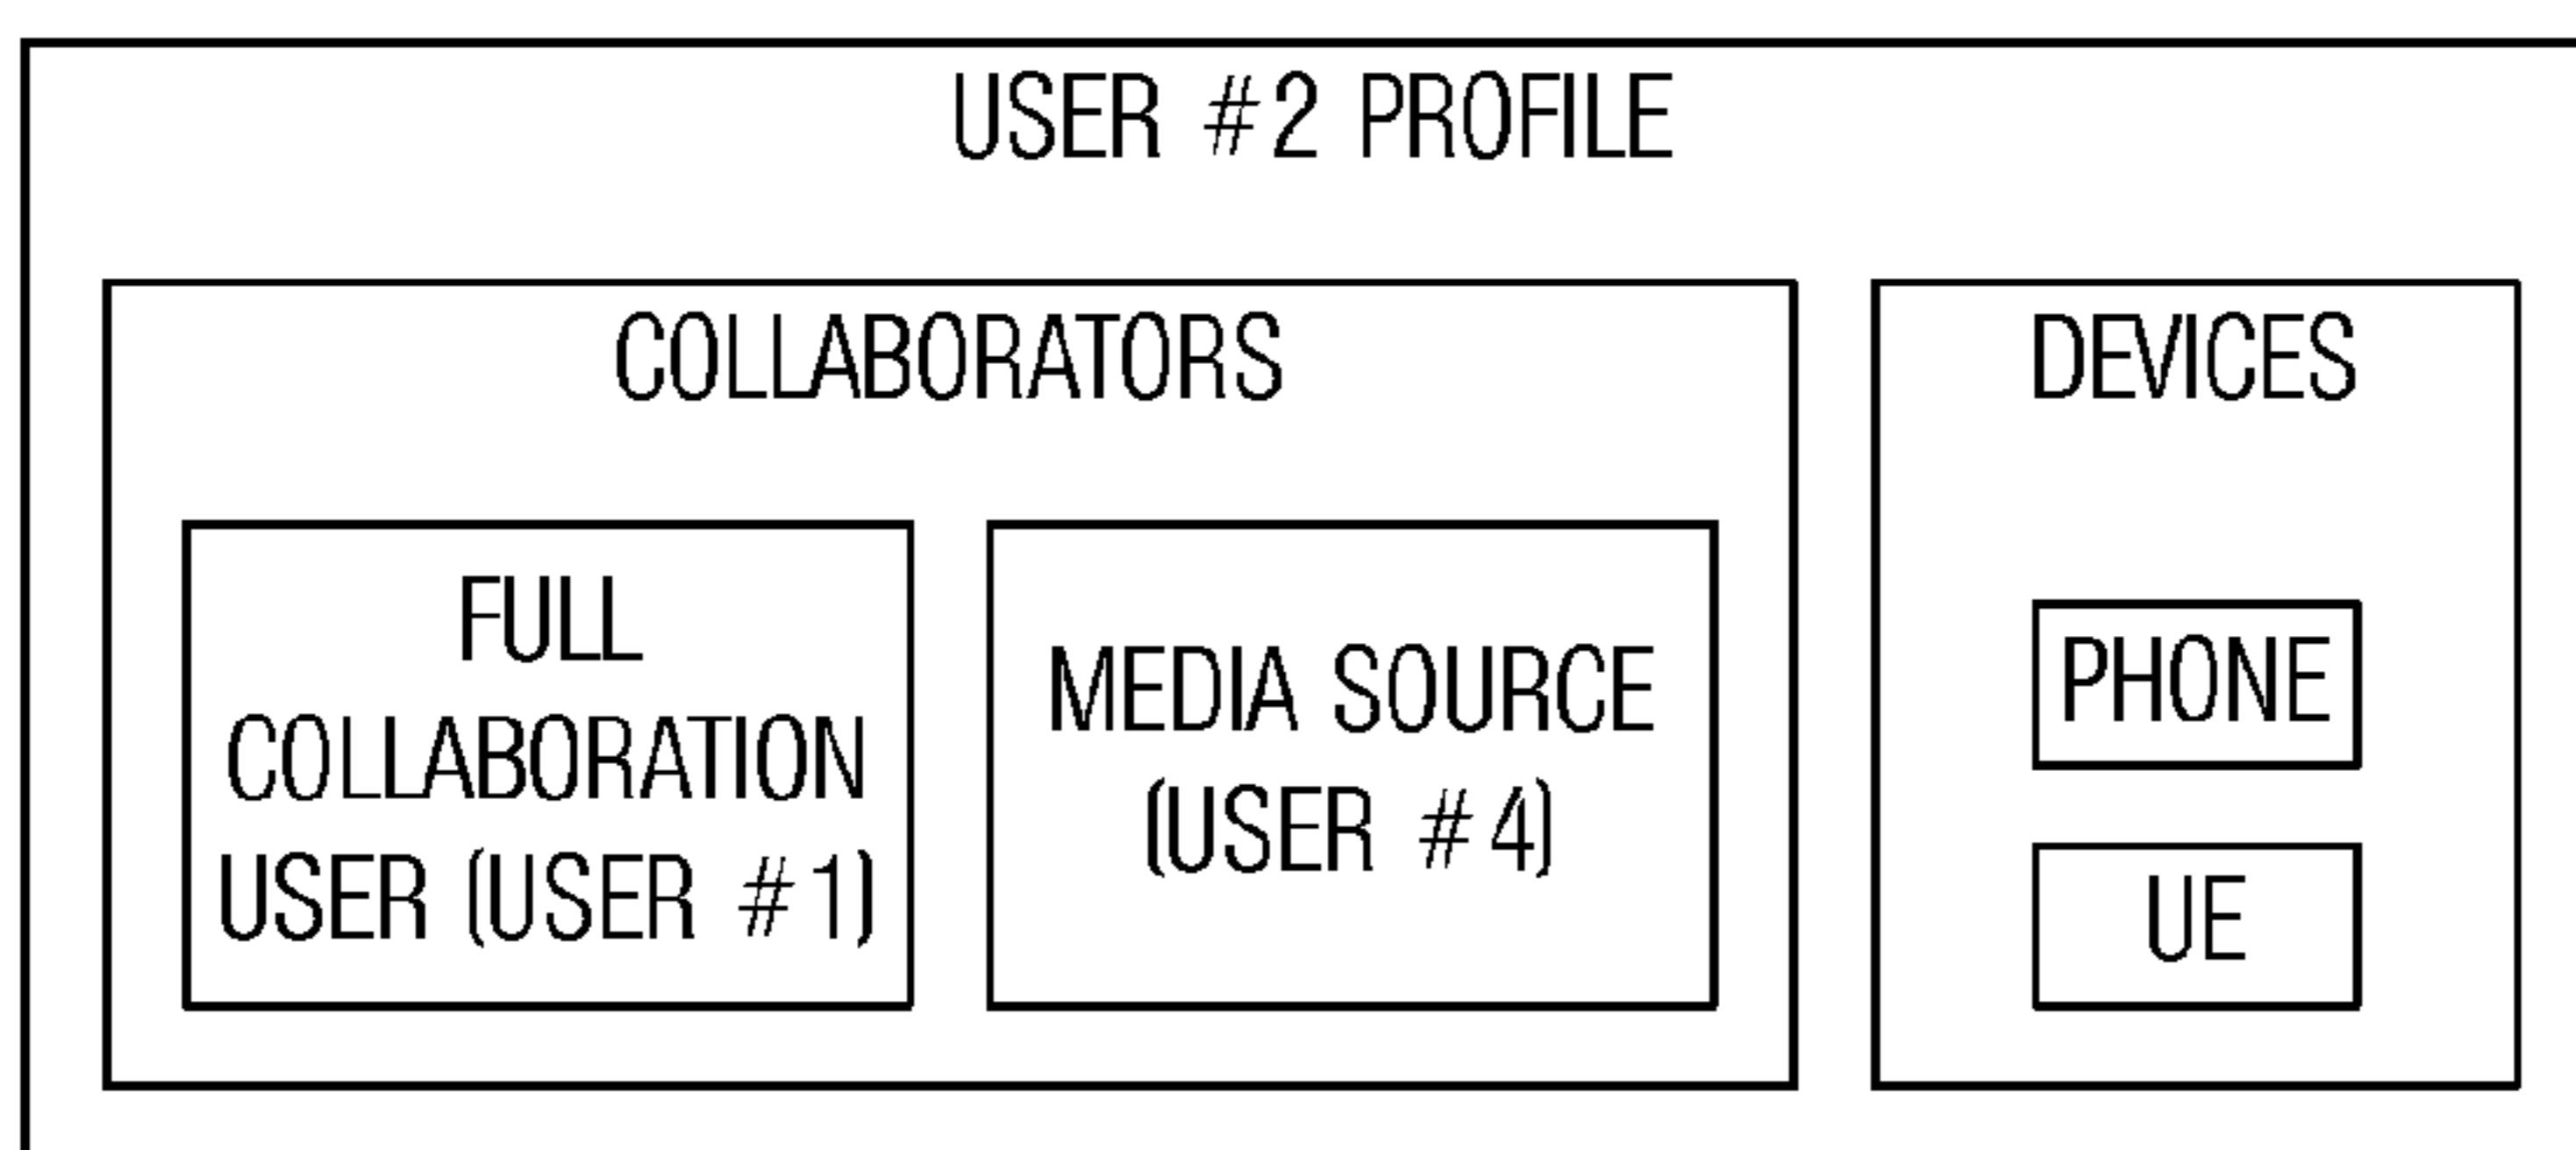 USER #2 PROFILE
COLLABORATORS
FULL
COLLABORATION
USER (USER #1)
MEDIA SOURCE
(USER #4)
DEVICES
PHONE
UE